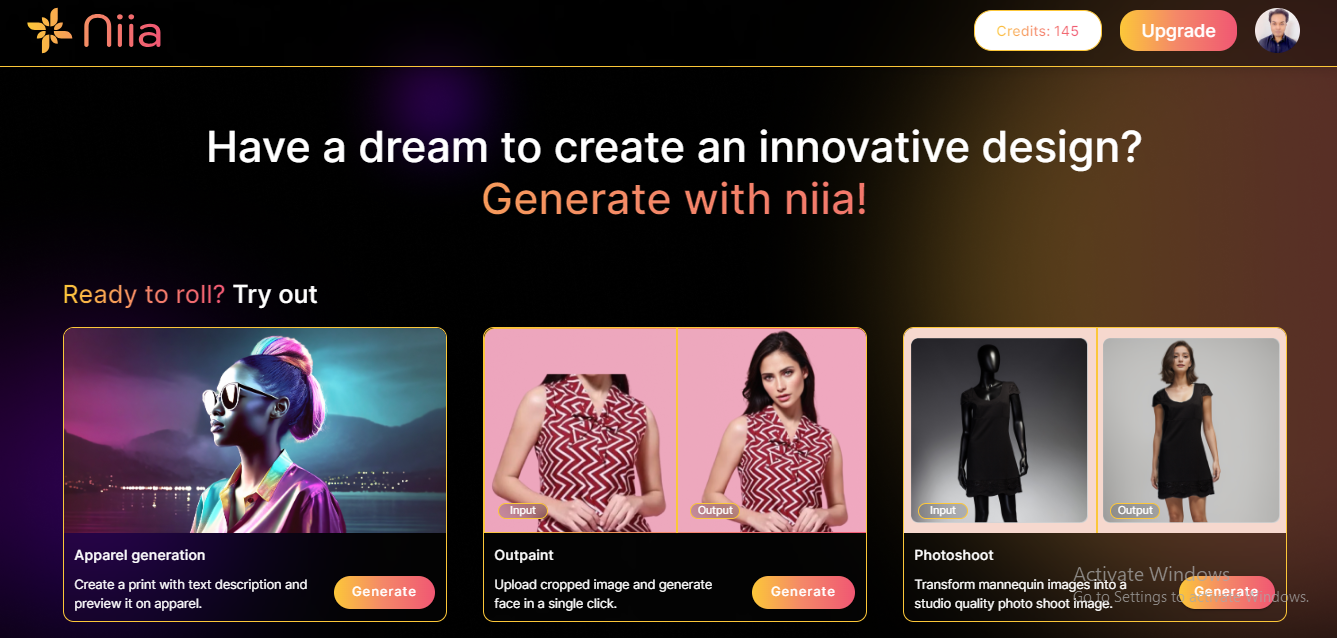 Niia
Credits: 145
Upgrade
Have a dream to create an innovative design?
Generate with niia!
Ready to roll? Try out
Input
Output
Input
Output
Apparel generation
Create a print with text description and
preview it on apparel.
Generate
Outpaint
Upload cropped image and generate
face in a single click.
Generate
Photoshoot
Transform mannequin images into a
studio quality photo shoot image.
Generate
Activate Windows
Go to Settings to activate Windows.